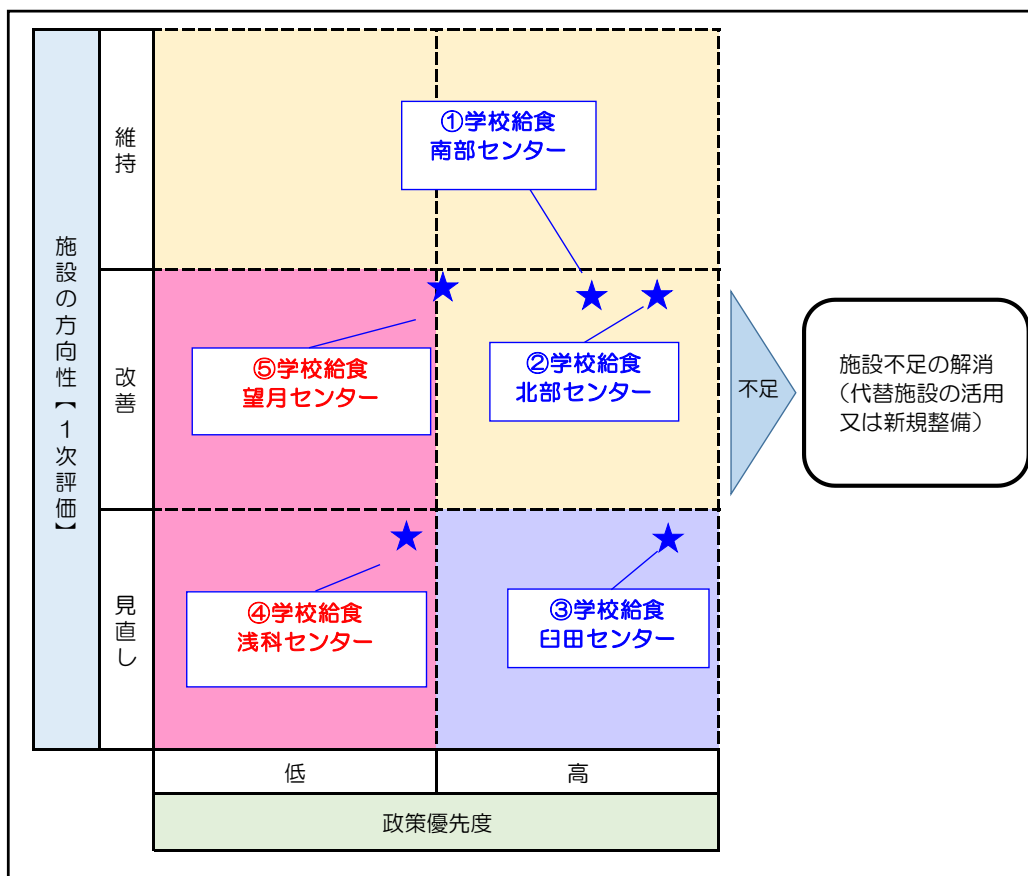 施設の方向性【１次評価】
維持
改善
見直し
①学校給食
南部センター
⑤学校給食
望月センター
②学校給食
北部センター
④学校給食
浅科センター
③学校給食
臼田センター
不足
施設不足の解消
（代替施設の活用
又は新規整備）
低
高
政策優先度